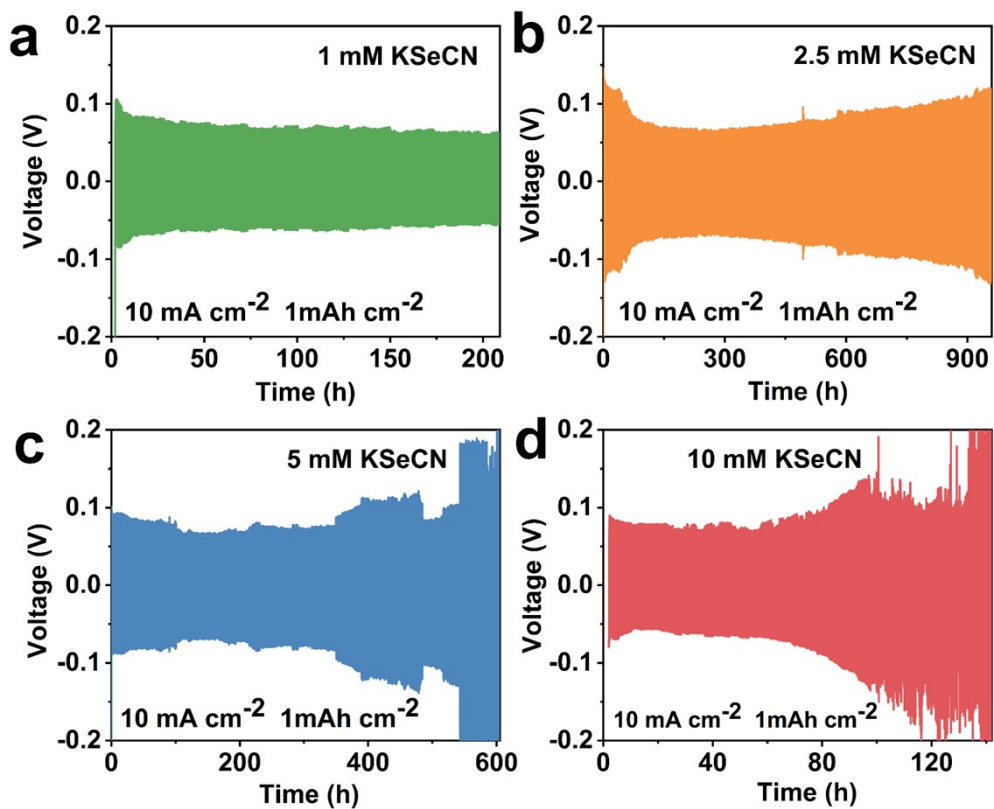 a
1 mM KSeCN
0.2
0.1
0.0
-0.1
-0.2
Voltage (V)
10 mA cm-2 1mAh cm-2
0 50 100 150 200
Time (h)
b
2.5 mM KSeCN
0.2
0.1
0.0
-0.1
-0.2
Voltage (V)
10 mA cm-2 1mAh cm-2
0 300 600 900
Time (h)
c
5 mM KSeCN
0.2
0.1
0.0
-0.1
-0.2
Voltage (V)
10 mA cm-2 1mAh cm-2
0 200 400 600
Time (h)
d
10 mM KSeCN
0.2
0.1
0.0
-0.1
-0.2
Voltage (V)
10 mA cm-2 1mAh cm-2
0 40 80 120
Time (h)